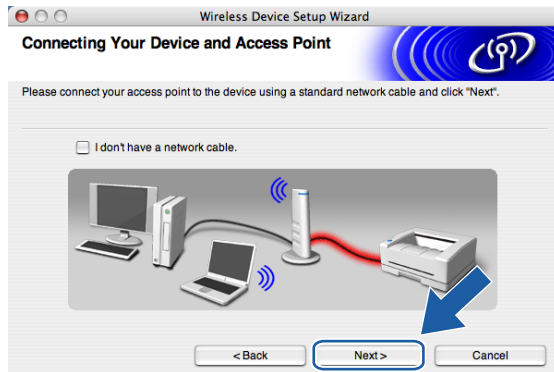 Wireless Device Setup Wizard
Connecting Your Device and Access Point
Please connect your access point to the device using a standard network cable and click "Next".
I don't have a network cable.
< Back
Next >
Cancel